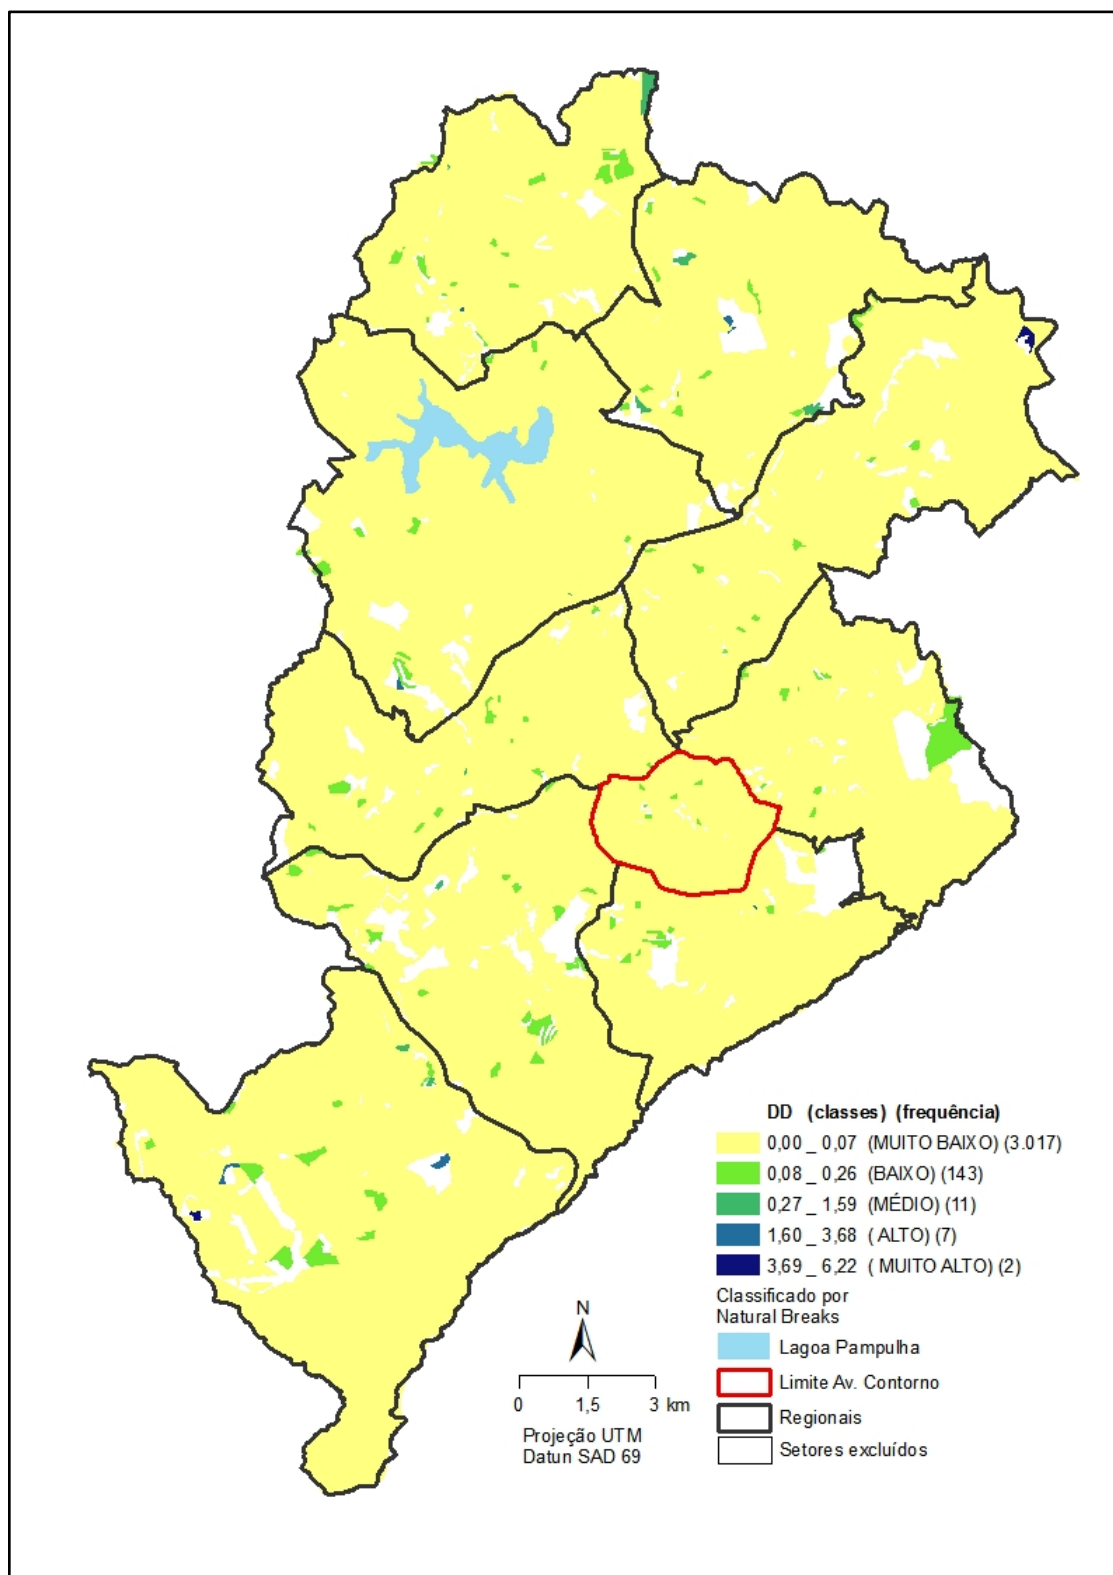 DD (classes) (frequência)
0,00 _ 0,07 (MUITO BAIXO) (3.017)
0,08 _ 0,26 (BAIXO) (143)
0,27 _ 1,59 (MÉDIO) (11)
1,60 _ 3,68 ( ALTO) (7)
3,69 _ 6,22 ( MUITO ALTO) (2)
Classificado por
Natural Breaks
Lagoa Pampulha
Limite Av. Contorno
Regionais
Setores excluídos
N
0 1,5 3 km
Projeção UTM
Datun SAD 69